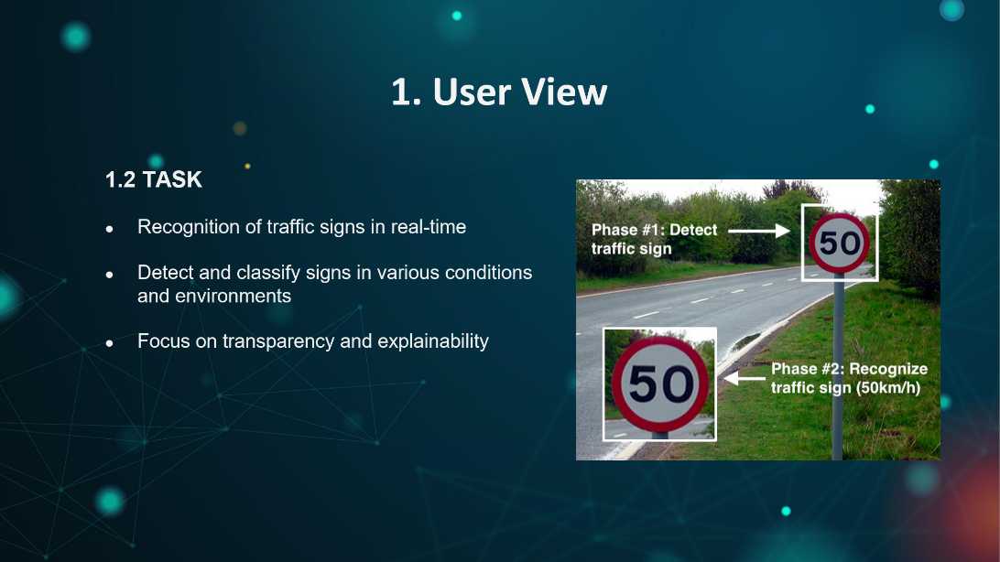 1. User View
1.2 TASK
● Recognition of traffic signs in real-time
● Detect and classify signs in various conditions
and environments
● Focus on transparency and explainability
Phase #1: Detect
traffic sign
50
50
Phase #2: Recognize
traffic sign (50km/h)